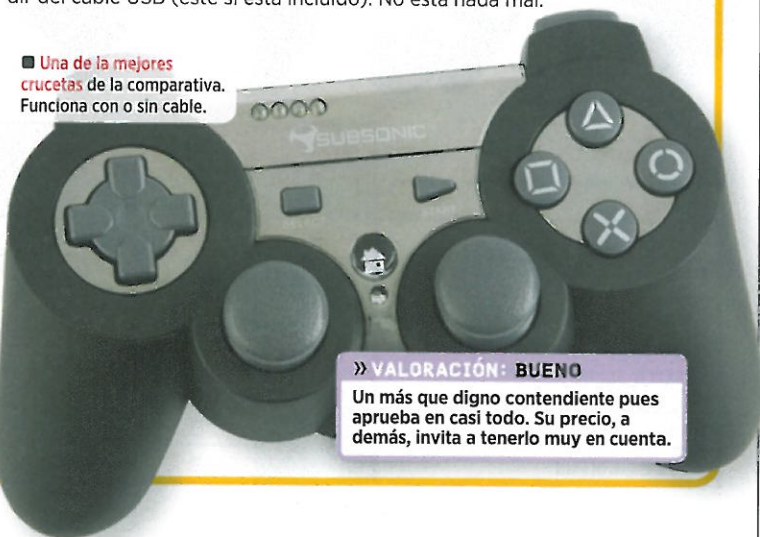 dir del cable USB (este sí está incluido). No está nada mal.
■ Una de la mejores
crucetas de la comparativa.
Funciona con o sin cable.
SUBSONIC
SELECT
START
» VALORACIÓN: BUENO
Un más que digno contendiente pues
aprueba en casi todo. Su precio, a
demás, invita a tenerlo muy en cuenta.